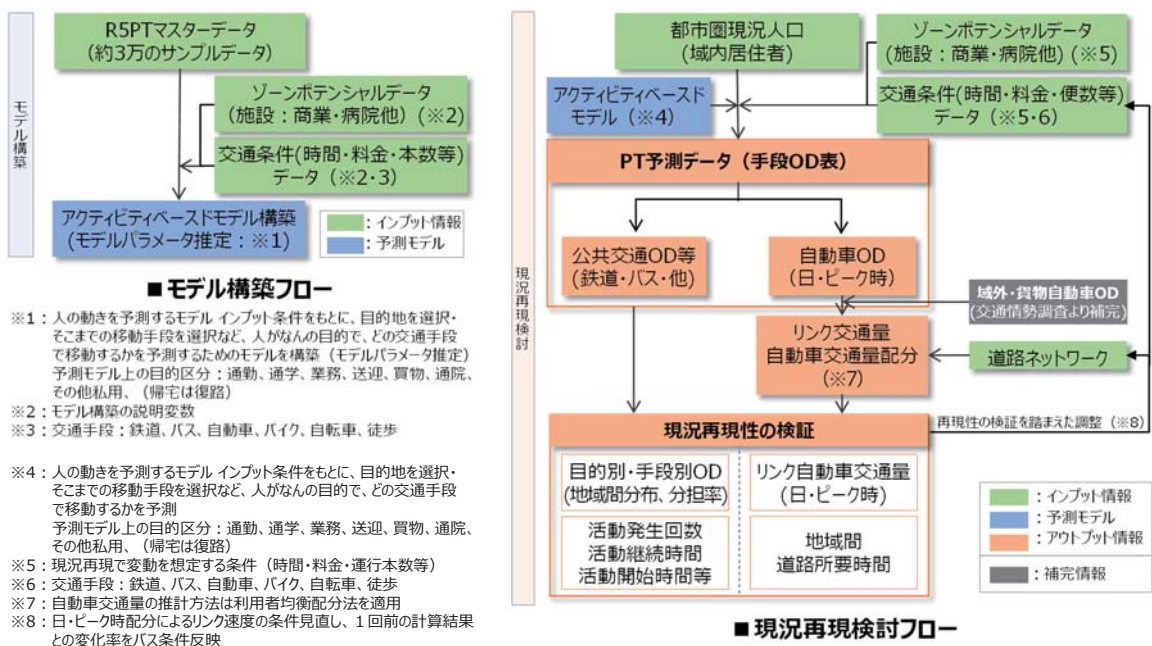 モデル構築
R5PTマスターデータ
(約3万のサンプルデータ)
ゾーンポテンシャルデータ
(施設：商業・病院他)（※2)
交通条件(時間・料金・本数等)
データ（※2・3）
アクティビティベースドモデル構築
(モデルパラメータ推定：※1)
：インプット情報
：予測モデル
■モデル構築フロー
※1：人の動きを予測するモデル インプット条件をもとに、目的地を選択・
そこまでの移動手段を選択など、人がなんの目的で、どの交通手段
で移動するかを予測するためのモデルを構築（モデルパラメータ推定）
予測モデル上の目的区分：通勤、通学、業務、送迎、買物、通院、
その他私用、（帰宅は復路）
※2：モデル構築の説明変数
※3：交通手段：鉄道、バス、自動車、バイク、自転車、徒歩
※4：人の動きを予測するモデル インプット条件をもとに、目的地を選択・
そこまでの移動手段を選択など、人がなんの目的で、どの交通手段
で移動するかを予測
予測モデル上の目的区分：通勤、通学、業務、送迎、買物、通院、
その他私用、（帰宅は復路）
※5：現況再現で変動を想定する条件（時間・料金・運行本数等）
※6：交通手段：鉄道、バス、自動車、バイク、自転車、徒歩
※7：自動車交通量の推計方法は利用者均衡配分法を適用
※8：日・ピーク時配分によるリンク速度の条件見直し、１回前の計算結果
との変化率をバス条件反映
現況再現検討
都市圏現況人口
(域内居住者)
ゾーンポテンシャルデータ
(施設：商業・病院他)（※5）
アクティビティベースド
モデル（※4）
交通条件(時間・料金・便数等)
データ（※5・6）
PT予測データ（手段OD表）
公共交通OD等
(鉄道・バス・他)
自動車OD
(日・ピーク時)
域外・貨物自動車OD
(交通情勢調査より補完)
リンク交通量
自動車交通量配分
(※7)
道路ネットワーク
現況再現性の検証
再現性の検証を踏まえた調整（※8）
目的別・手段別OD
(地域間分布、分担率)
リンク自動車交通量
(日・ピーク時)
活動発生回数
活動継続時間
活動開始時間等
地域間
道路所要時間
：インプット情報
：予測モデル
：アウトプット情報
：補完情報
■現況再現検討フロー